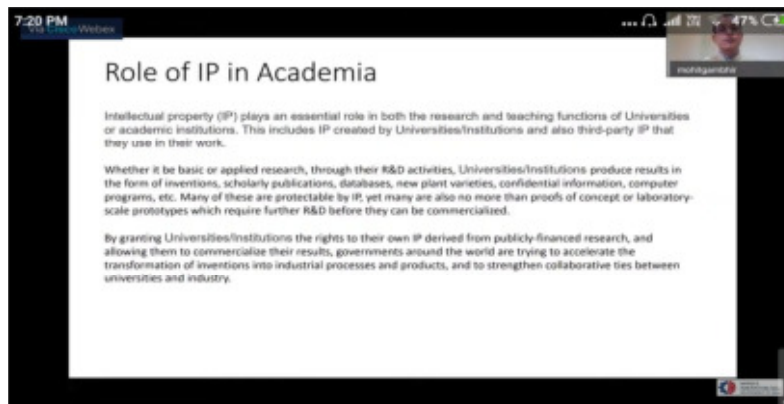 7:20 PM
47%
Via Cisco Webex
mohitgambhir
Role of IP in Academia
Intellectual property (IP) plays an essential role in both the research and teaching functions of Universities
or academic institutions. This includes IP created by Universities/Institutions and also third-party IP that
they use in their work.
Whether it be basic or applied research, through their R&D activities, Universities/Institutions produce results in
the form of inventions, scholarly publications, databases, new plant varieties, confidential information, computer
programs, etc. Many of these are protectable by IP, yet many are also no more than proofs of concept or laboratory-
scale prototypes which require further R&D before they can be commercialized.
By granting Universities/Institutions the rights to their own IP derived from publicly-financed research, and
allowing them to commercialize their results, governments around the world are trying to accelerate the
transformation of inventions into industrial processes and products, and to strengthen collaborative ties between
universities and industry.